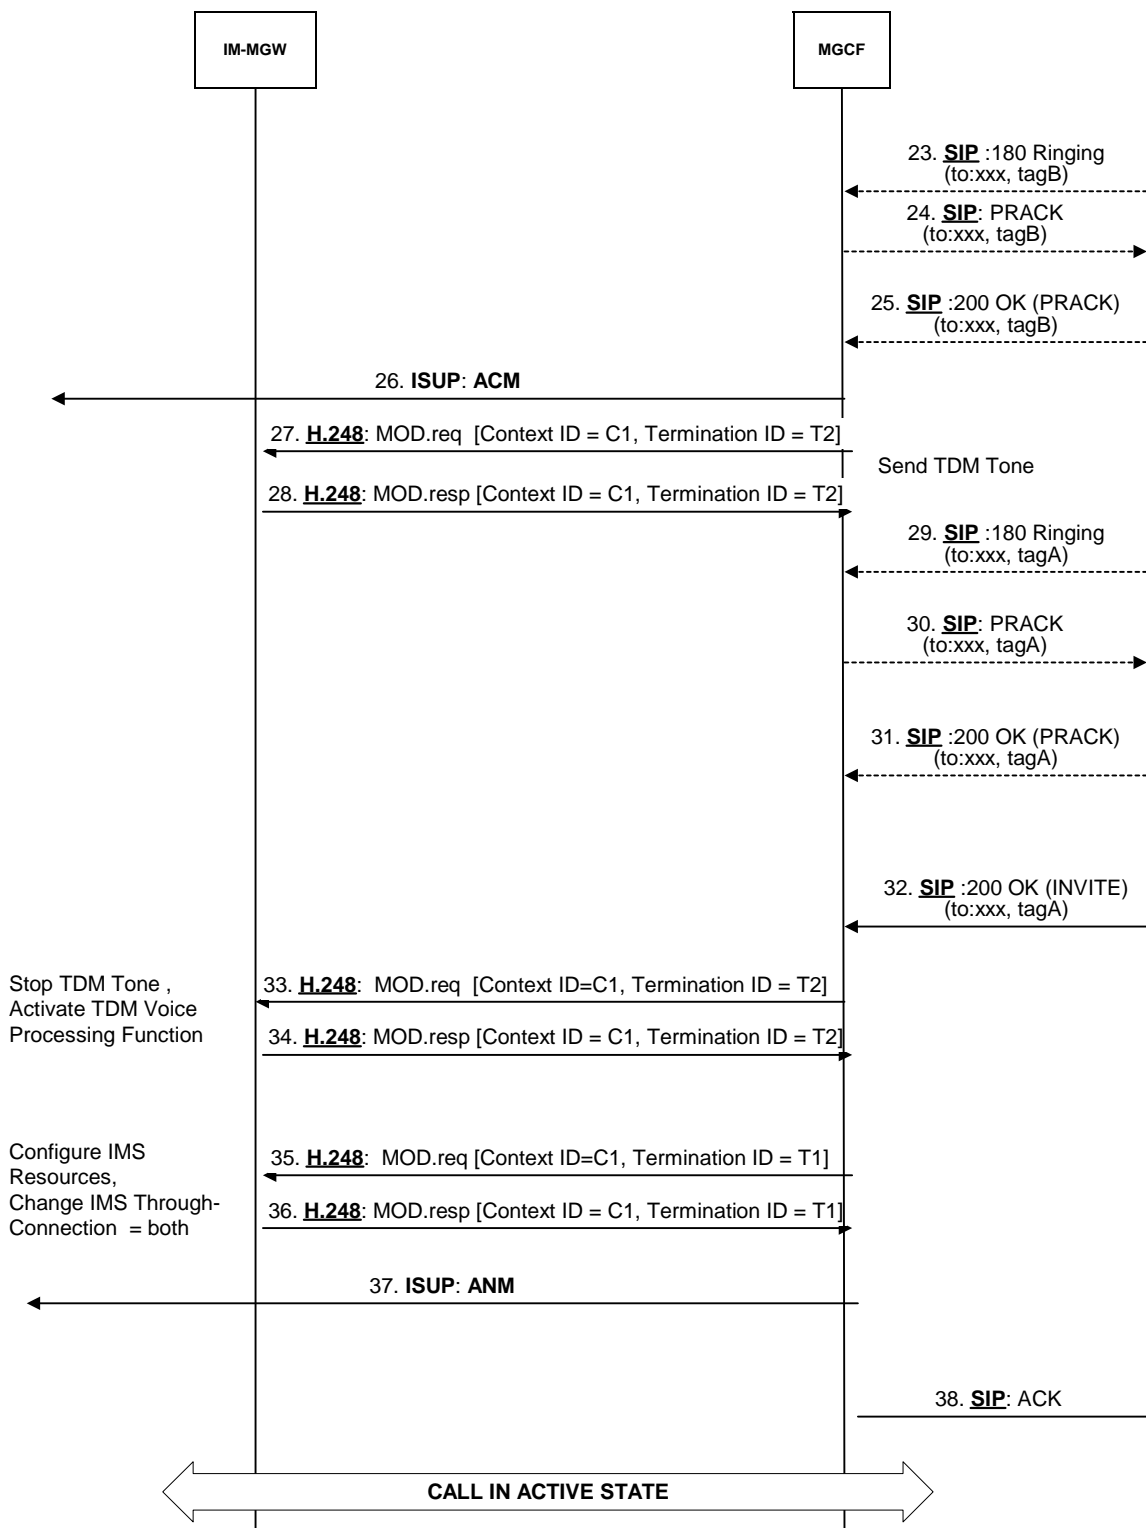 IM-MGW
MGCF
23. SIP :180 Ringing
(to:xxx, tagB)
24. SIP: PRACK
(to:xxx, tagB)
25. SIP :200 OK (PRACK)
(to:xxx, tagB)
26. ISUP: ACM
27. H.248: MOD.req [Context ID = C1, Termination ID = T2]
Send TDM Tone
28. H.248: MOD.resp [Context ID = C1, Termination ID = T2]
29. SIP :180 Ringing
(to:xxx, tagA)
30. SIP: PRACK
(to:xxx, tagA)
31. SIP :200 OK (PRACK)
(to:xxx, tagA)
32. SIP :200 OK (INVITE)
(to:xxx, tagA)
Stop TDM Tone ,
Activate TDM Voice
Processing Function
33. H.248: MOD.req [Context ID=C1, Termination ID = T2]
34. H.248: MOD.resp [Context ID = C1, Termination ID = T2]
Configure IMS
Resources,
Change IMS Through-
Connection = both
35. H.248: MOD.req [Context ID=C1, Termination ID = T1]
36. H.248: MOD.resp [Context ID = C1, Termination ID = T1]
37. ISUP: ANM
38. SIP: ACK
CALL IN ACTIVE STATE